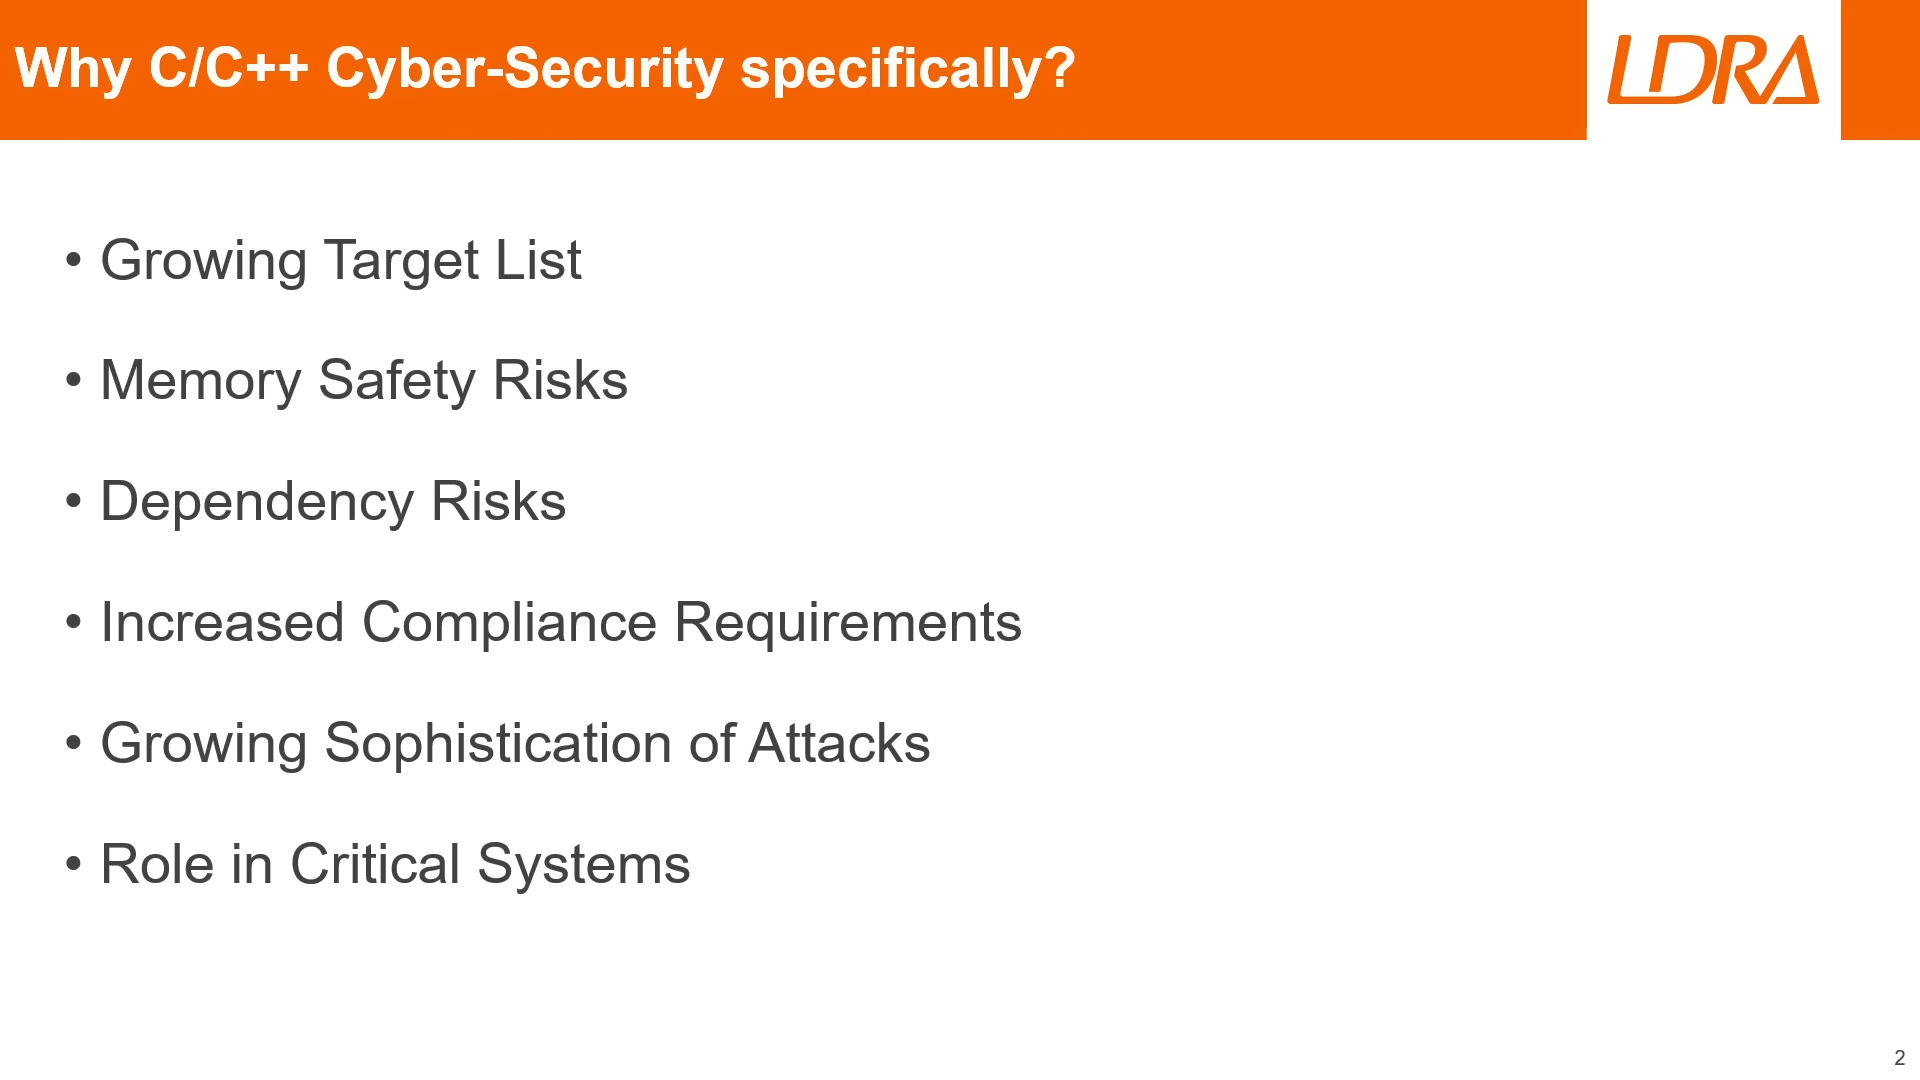 Why C/C++ Cyber-Security specifically?
LDRA
• Growing Target List
• Memory Safety Risks
• Dependency Risks
• Increased Compliance Requirements
• Growing Sophistication of Attacks
• Role in Critical Systems
2